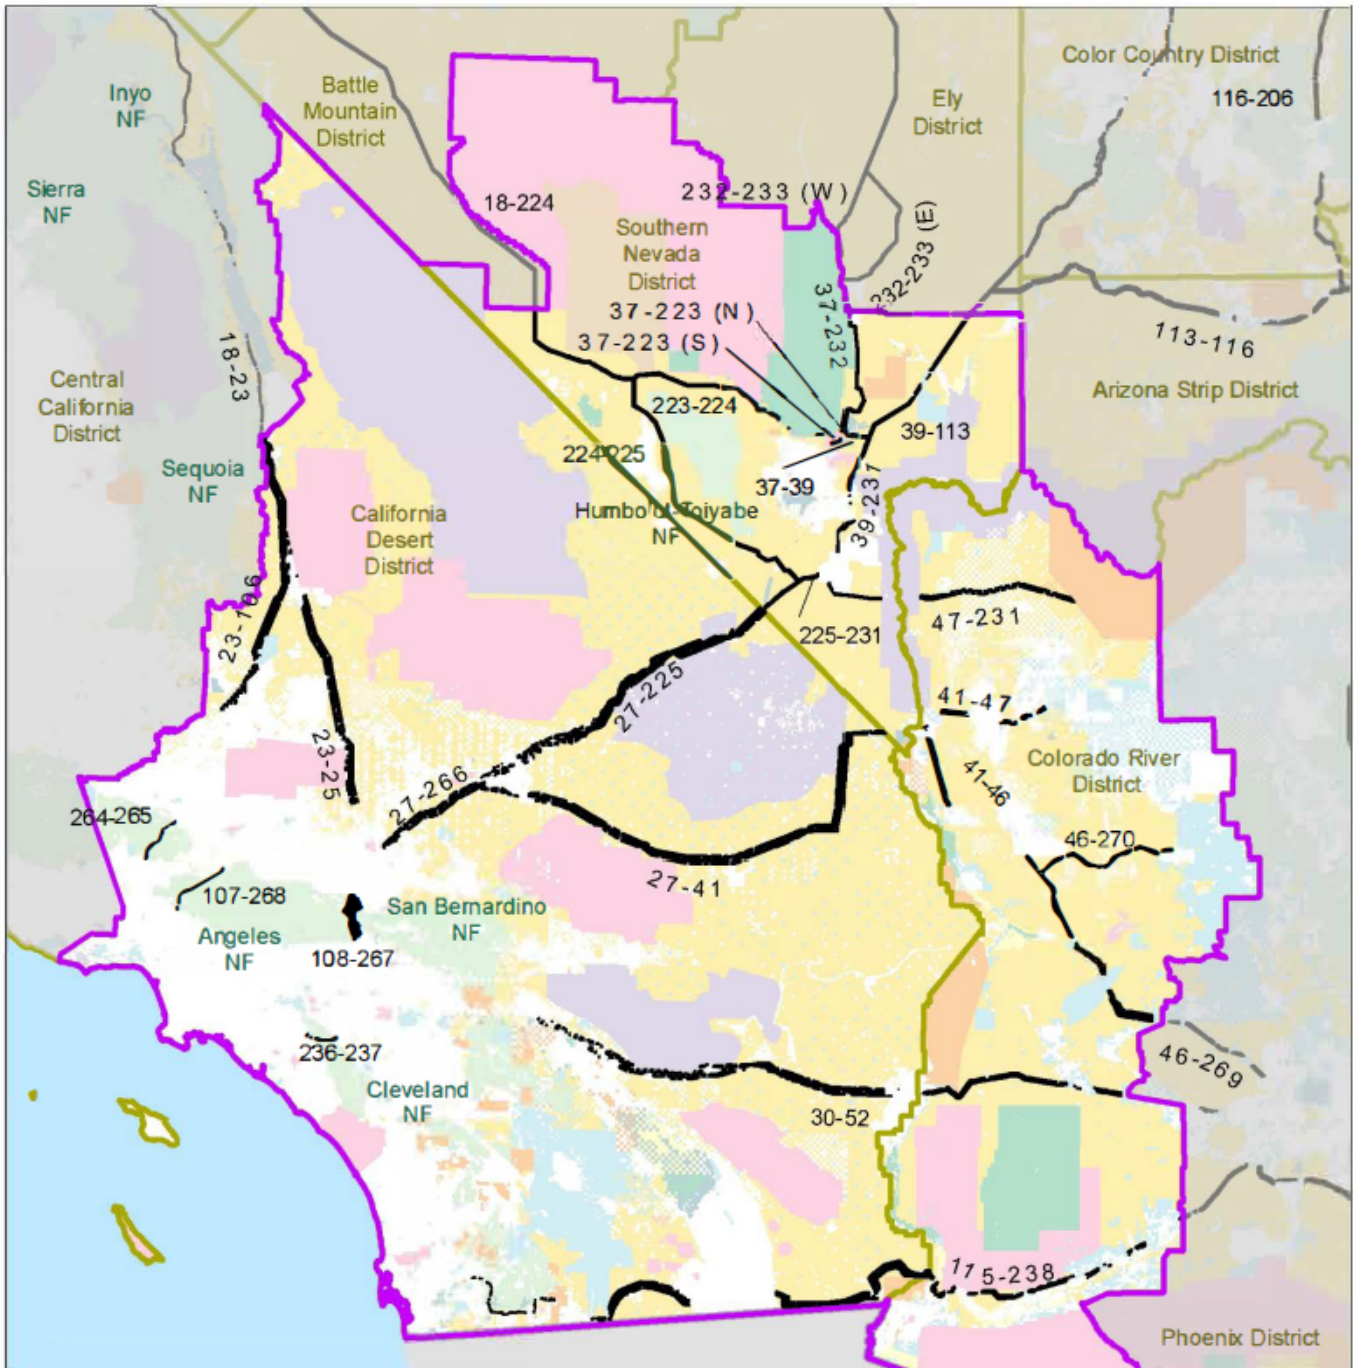 Color Country District
116-206
Inyo
NF
Battle
Mountain
District
Ely
District
Sierra
NF
18-224
232-233 (W)
232-233 (E)
Southern
Nevada
District
37-223 (N)
37-223 (S)
37-232
113-116
18-23
Central
California
District
Arizona Strip District
223-224
39-113
224-225
Sequoia
NF
37-39
39-231
California
Desert
District
Humboldt-Toiyabe
NF
23-106
47-231
225-231
27-225
41-47
23-25
41-46
Colorado River
District
27-266
264-265
46-270
27-41
107-268
San Bernardino
NF
Angeles
NF
108-267
236-237
46-269
Cleveland
NF
30-52
115-238
Phoenix District